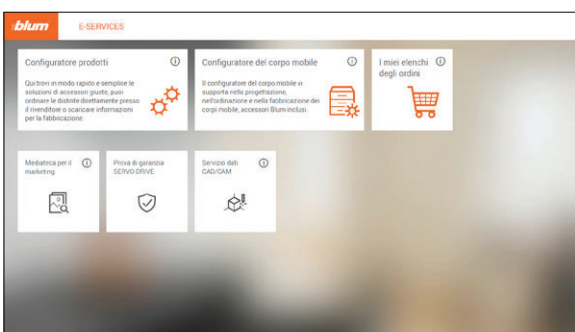 blum
E-SERVICES
Configuratore prodotti
Qui trovi in modo rapido e semplice le
soluzioni di accessori giuste, puoi
ordinare le distinte direttamente presso
il rivenditore o scaricare informazioni
per la fabbricazione.
Configuratore del corpo mobile
Il configuratore del corpo mobile vi
supporta nella progettazione,
nell'ordinazione e nella fabbricazione dei
corpi mobile, accessori Blum inclusi.
I miei elenchi
degli ordini
Mediateca per il
marketing
Prova di garanzia
SERVO-DRIVE
Servizio dati
CAD/CAM